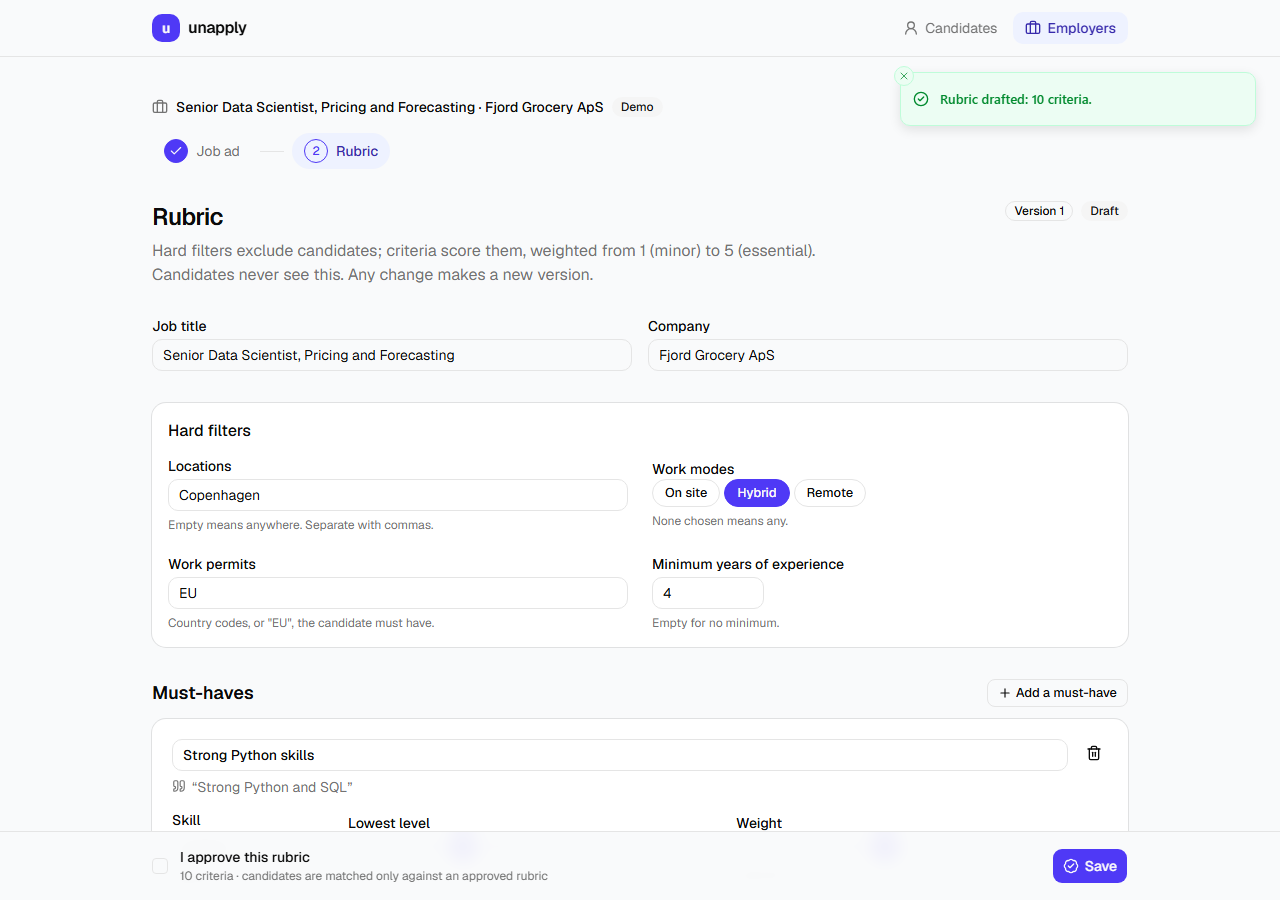 u unapply
Candidates
Employers
Rubric drafted: 10 criteria.
Senior Data Scientist, Pricing and Forecasting · Fjord Grocery ApS
Demo
Job ad
2 Rubric
Rubric
Version 1
Draft
Hard filters exclude candidates; criteria score them, weighted from 1 (minor) to 5 (essential).
Candidates never see this. Any change makes a new version.
Job title
Company
Senior Data Scientist, Pricing and Forecasting
Fjord Grocery ApS
Hard filters
Locations
Work modes
Copenhagen
On site
Hybrid
Remote
Empty means anywhere. Separate with commas.
None chosen means any.
Work permits
Minimum years of experience
EU
4
Country codes, or "EU", the candidate must have.
Empty for no minimum.
Must-haves
Add a must-have
Strong Python skills
“Strong Python and SQL”
Skill
Lowest level
Weight
I approve this rubric
10 criteria · candidates are matched only against an approved rubric
Save